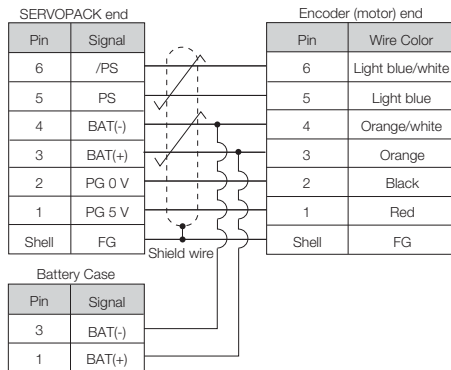 SERVOPACK end
Encoder (motor) end
Pin Signal
Pin Wire Color
6 /PS
6 Light blue/white
5 PS
5 Light blue
4 BAT(-)
4 Orange/white
3 BAT(+)
3 Orange
2 PG 0 V
2 Black
1 PG 5 V
1 Red
Shell FG
Shield wire
Shell FG
Battery Case
Pin Signal
3 BAT(-)
1 BAT(+)